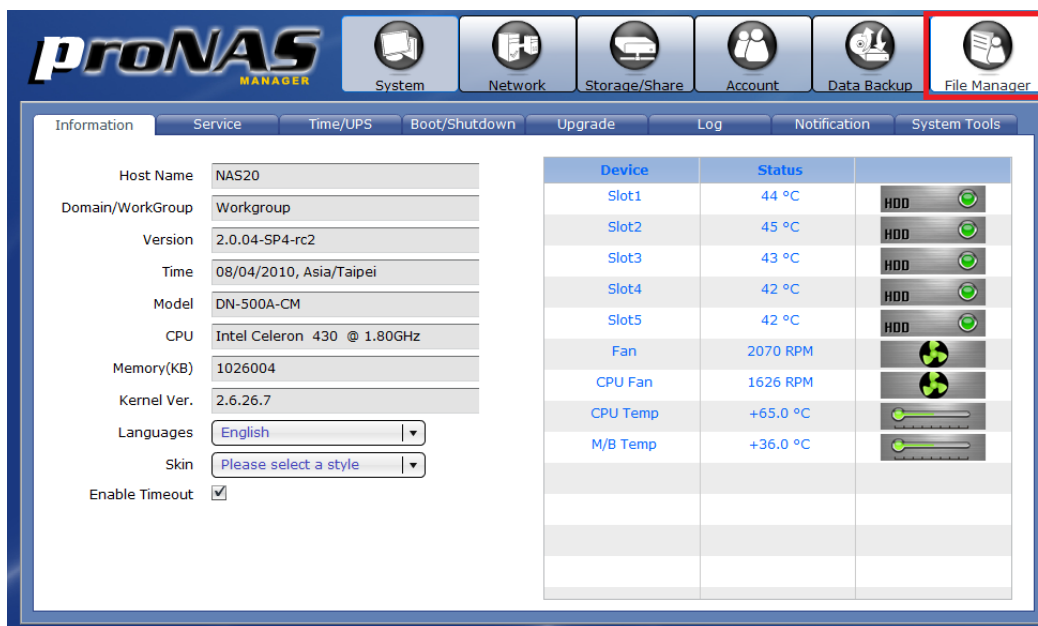 proNAS
MANAGER
System
Network
Storage/Share
Account
Data Backup
File Manager
Information
Service
Time/UPS
Boot/Shutdown
Upgrade
Log
Notification
System Tools
Host Name NAS20
Domain/WorkGroup Workgroup
Version 2.0.04-SP4-rc2
Time 08/04/2010, Asia/Taipei
Model DN-500A-CM
CPU Intel Celeron 430 @ 1.80GHz
Memory(KB) 1026004
Kernel Ver. 2.6.26.7
Languages English
Skin Please select a style
Enable Timeout
Device Status
Slot1 44 °C HDD
Slot2 45 °C HDD
Slot3 43 °C HDD
Slot4 42 °C HDD
Slot5 42 °C HDD
Fan 2070 RPM
CPU Fan 1626 RPM
CPU Temp +65.0 °C
M/B Temp +36.0 °C